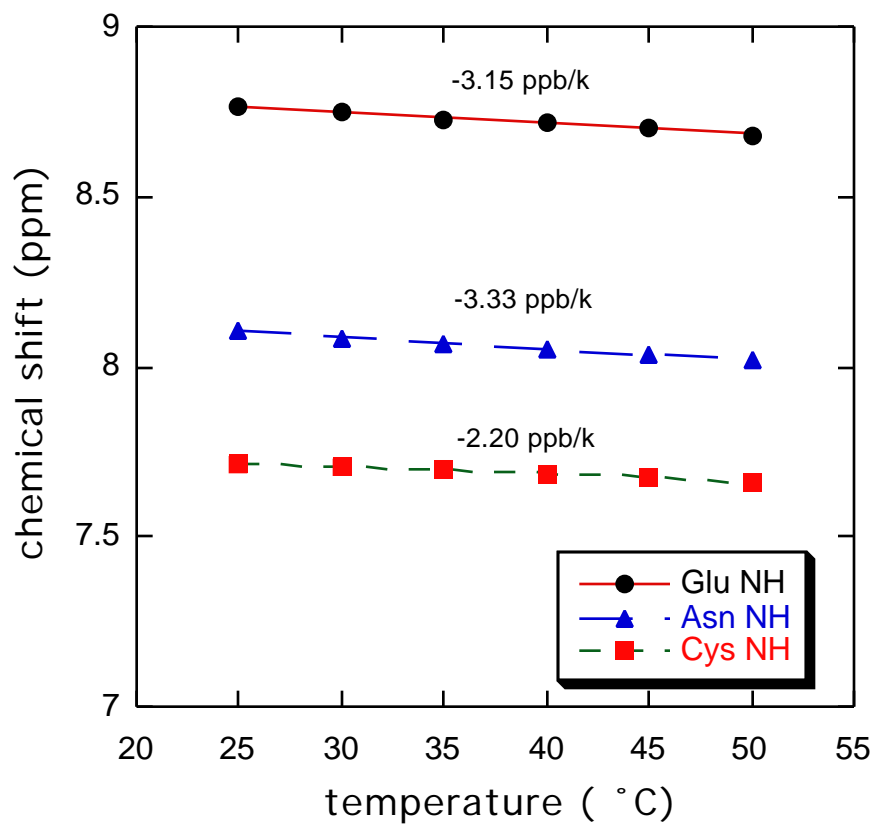 9
8.5
8
7.5
7
chemical shift (ppm)
-3.15 ppb/k
-3.33 ppb/k
-2.20 ppb/k
Glu NH
Asn NH
Cys NH
20 25 30 35 40 45 50 55
temperature ( ˚C)